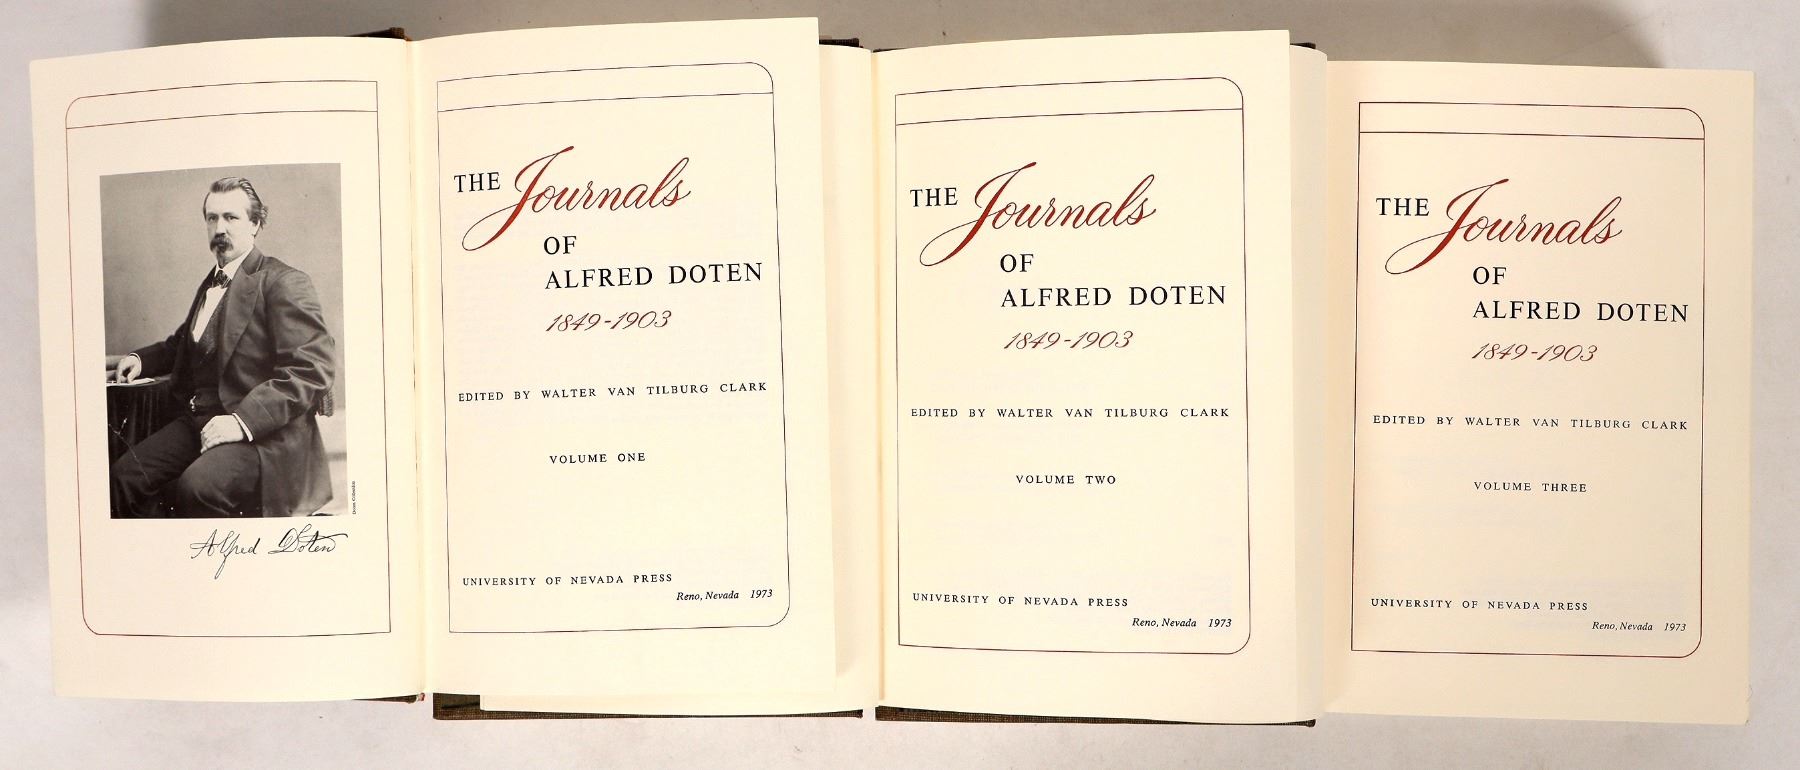 Doten Collection
Alfred Doten
THE Journals
OF
ALFRED DOTEN
1849-1903
EDITED BY WALTER VAN TILBURG CLARK
VOLUME ONE
UNIVERSITY OF NEVADA PRESS
Reno, Nevada 1973
THE Journals
OF
ALFRED DOTEN
1849-1903
EDITED BY WALTER VAN TILBURG CLARK
VOLUME TWO
UNIVERSITY OF NEVADA PRESS
Reno, Nevada 1973
THE Journals
OF
ALFRED DOTEN
1849-1903
EDITED BY WALTER VAN TILBURG CLARK
VOLUME THREE
UNIVERSITY OF NEVADA PRESS
Reno, Nevada 1973